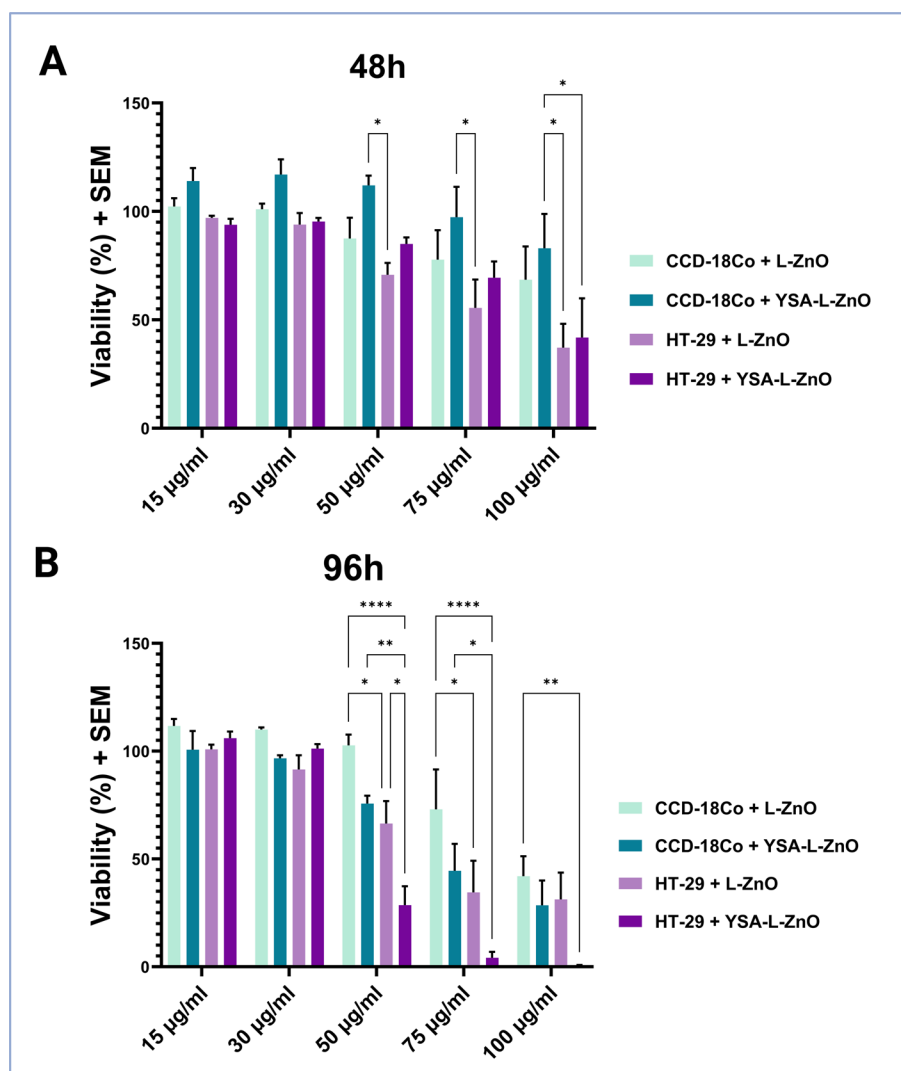 A
48h
Viability (%) + SEM
150
100
50
0
*
*
*
*
15 µg/ml
30 µg/ml
50 µg/ml
75 µg/ml
100 µg/ml
CCD-18Co + L-ZnO
CCD-18Co + YSA-L-ZnO
HT-29 + L-ZnO
HT-29 + YSA-L-ZnO
B
96h
Viability (%) + SEM
150
100
50
0
****
**
*
*
****
*
*
**
15 µg/ml
30 µg/ml
50 µg/ml
75 µg/ml
100 µg/ml
CCD-18Co + L-ZnO
CCD-18Co + YSA-L-ZnO
HT-29 + L-ZnO
HT-29 + YSA-L-ZnO